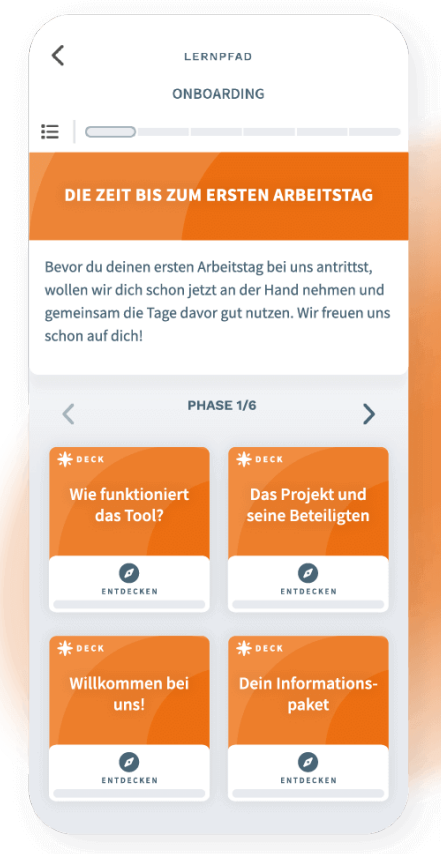 LERNPFAD
ONBOARDING
DIE ZEIT BIS ZUM ERSTEN ARBEITSTAG
Bevor du deinen ersten Arbeitstag bei uns antrittst,
wollen wir dich schon jetzt an der Hand nehmen und
gemeinsam die Tage davor gut nutzen. Wir freuen uns
schon auf dich!
PHASE 1/6
DECK
Wie funktioniert
das Tool?
ENTDECKEN
DECK
Das Projekt und
seine Beteiligten
ENTDECKEN
DECK
Willkommen bei
uns!
ENTDECKEN
DECK
Dein Informations-
paket
ENTDECKEN